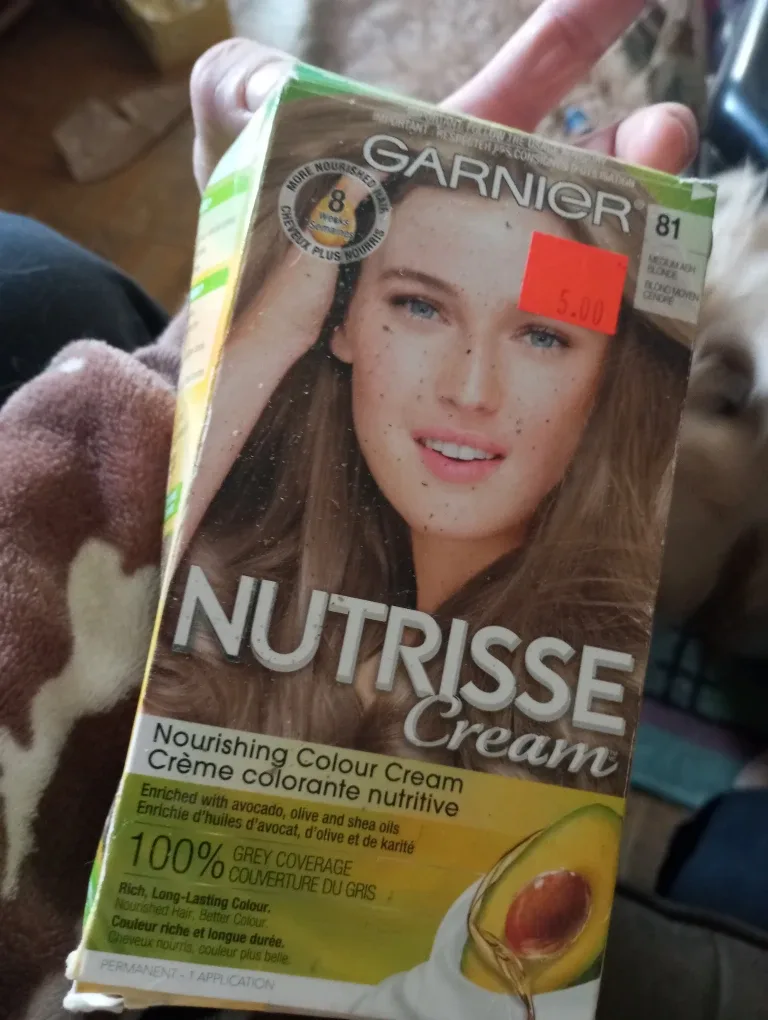 GARNIER
MORE NOURISHED HAIR
8
Weeks
Semaines
CHEVEUX PLUS NOURRIS
81
MEDIUM ASH
BLONDE
BLOND MOYEN
CENDRÉ
5.00
NUTRISSE
Cream
Nourishing Colour Cream
Crème colorante nutritive
Enriched with avocado, olive and shea oils
Enrichie d'huiles d'avocat, d'olive et de karité
100% GREY COVERAGE
COUVERTURE DU GRIS
Rich, Long-Lasting Colour.
Nourished Hair. Better Colour.
Couleur riche et longue durée.
Cheveux nourris, couleur plus belle.
PERMANENT - 1 APPLICATION